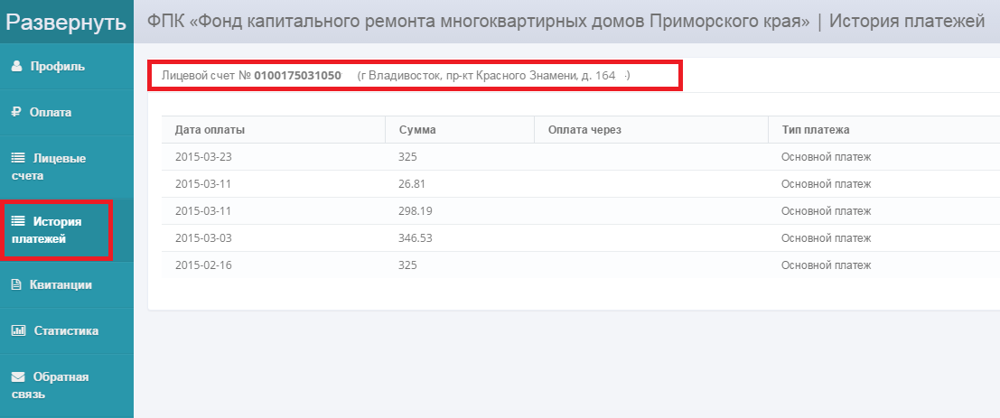 Развернуть
ФПК «Фонд капитального ремонта многоквартирных домов Приморского края» | История платежей
Профиль
Оплата
Лицевые
счета
История
платежей
Квитанции
Статистика
Обратная
связь
Лицевой счет № 0100175031050 (г Владивосток, пр-кт Красного Знамени, д. 164 )
Дата оплаты Сумма Оплата через Тип платежа
2015-03-23 325 Основной платеж
2015-03-11 26.81 Основной платеж
2015-03-11 298.19 Основной платеж
2015-03-03 346.53 Основной платеж
2015-02-16 325 Основной платеж